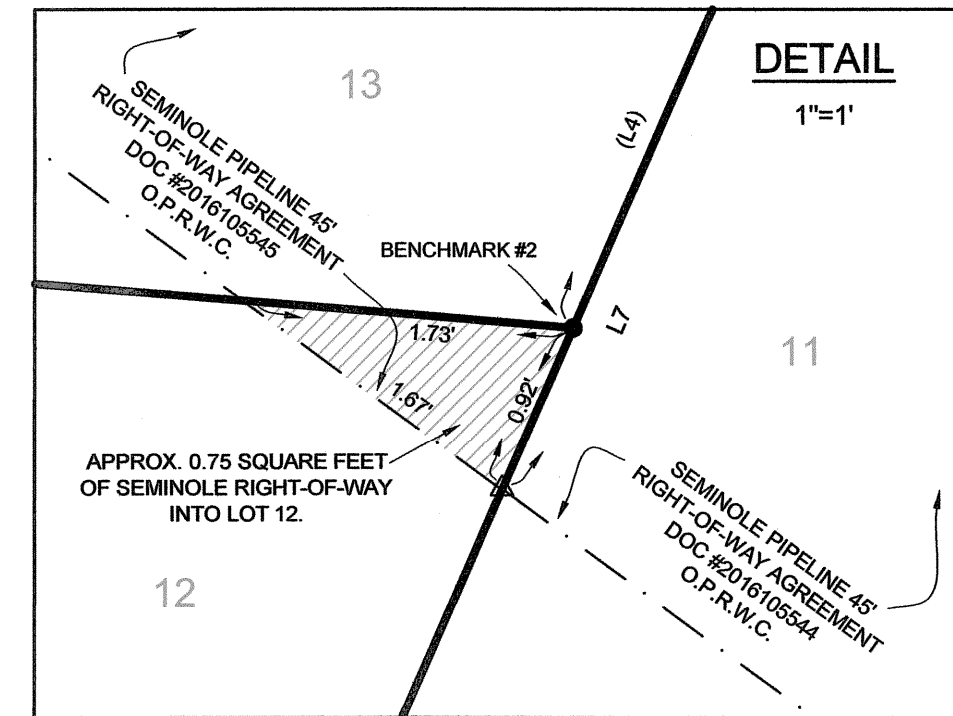 DETAIL
1"=1'
13
(L4)
SEMINOLE PIPELINE 45'
RIGHT-OF-WAY AGREEMENT
DOC #2016105545
O.P.R.W.C.
BENCHMARK #2
L7
1.73'
11
1.67'
0.92'
APPROX. 0.75 SQUARE FEET
OF SEMINOLE RIGHT-OF-WAY
INTO LOT 12.
SEMINOLE PIPELINE 45'
RIGHT-OF-WAY AGREEMENT
DOC #2016105544
O.P.R.W.C.
12